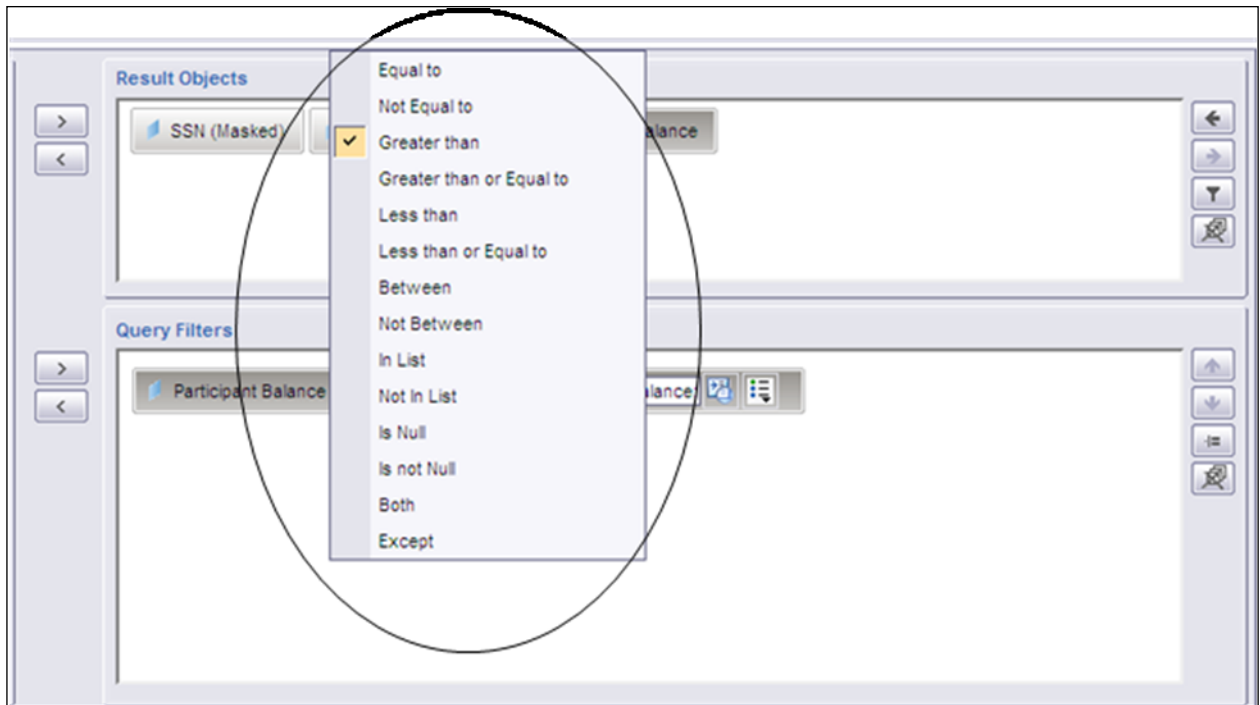 Result Objects
SSN (Masked)
Equal to
Not Equal to
Greater than
Greater than or Equal to
Less than
Less than or Equal to
Between
Not Between
In List
Not In List
Is Null
Is not Null
Both
Except
Query Filters
Participant Balance